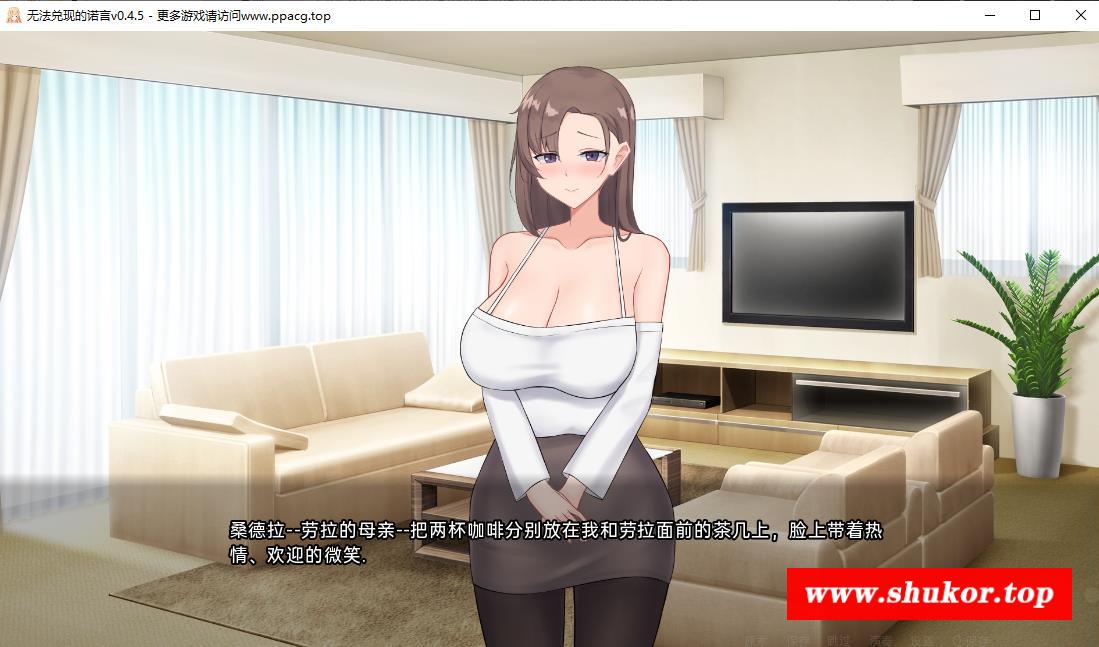 无法兑现的诺言v0.4.5 - 更多游戏请访问www.ppacg.top
桑德拉--劳拉的母亲--把两杯咖啡分别放在我和劳拉面前的茶几上，脸上带着热
情、欢迎的微笑.
www.shukor.top